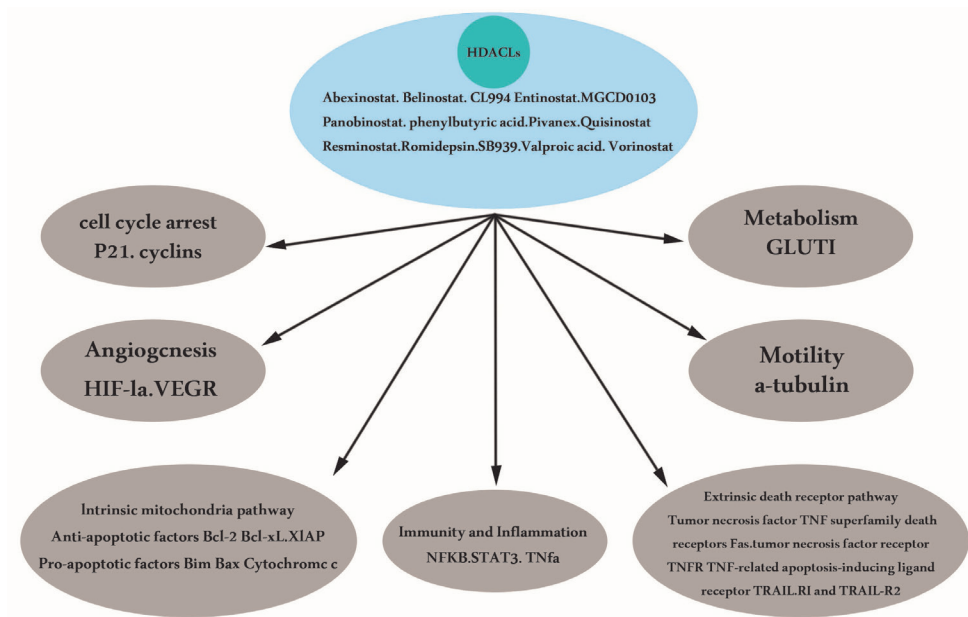 HDACLs
Abexinostat. Belinostat. CL994 Entinostat.MGCD0103
Panobinostat. phenylbutyric acid.Pivanex.Quisinostat
Resminostat.Romidepsin.SB939.Valproic acid. Vorinostat
cell cycle arrest
P21. cyclins
Metabolism
GLUTI
Angiogcnesis
HIF-la.VEGR
Motility
a-tubulin
Intrinsic mitochondria pathway
Anti-apoptotic factors Bcl-2 Bcl-xL.XIAP
Pro-apoptotic factors Bim Bax Cytochromc c
Immunity and Inflammation
NFKB.STAT3. TNfa
Extrinsic death receptor pathway
Tumor necrosis factor TNF superfamily death
receptors Fas.tumor necrosis factor receptor
TNFR TNF-related apoptosis-inducing ligand
receptor TRAIL.RI and TRAIL-R2